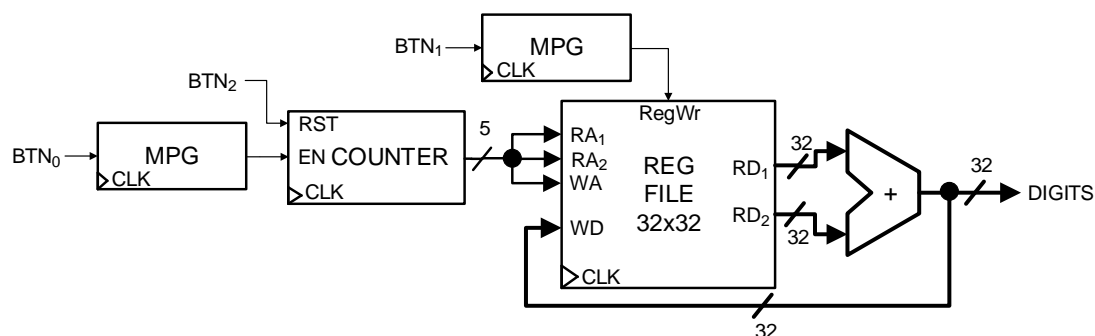 BTN1
MPG
CLK
BTN2
BTN0
MPG
CLK
RST
EN COUNTER
CLK
5
RegWr
RA1
RA2
WA
WD
REG
FILE
32x32
CLK
RD1
RD2
32
32
+
32
DIGITS
32